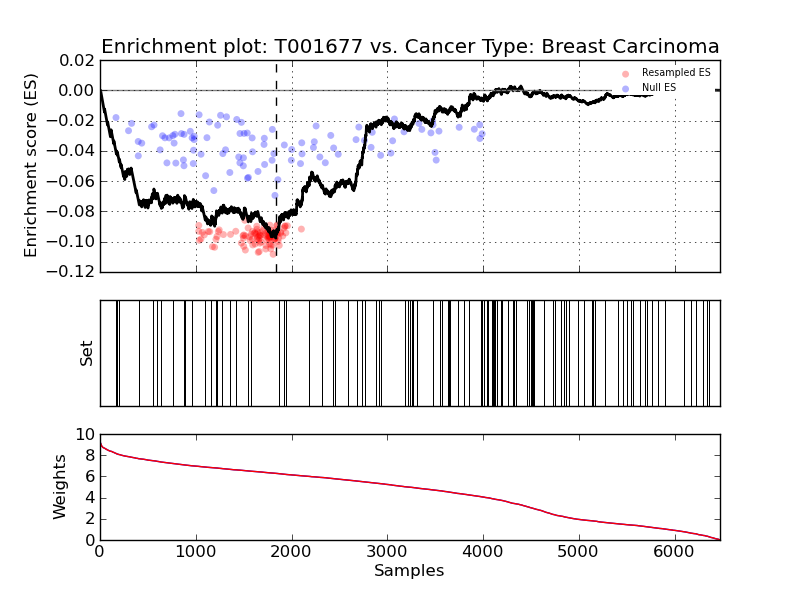 Enrichment plot: T001677 vs. Cancer Type: Breast Carcinoma
Enrichment score (ES)
0.02
0.00
−0.02
−0.04
−0.06
−0.08
−0.10
−0.12
Resampled ES
Null ES
Set
Weights
10
8
6
4
2
0
0 1000 2000 3000 4000 5000 6000
Samples